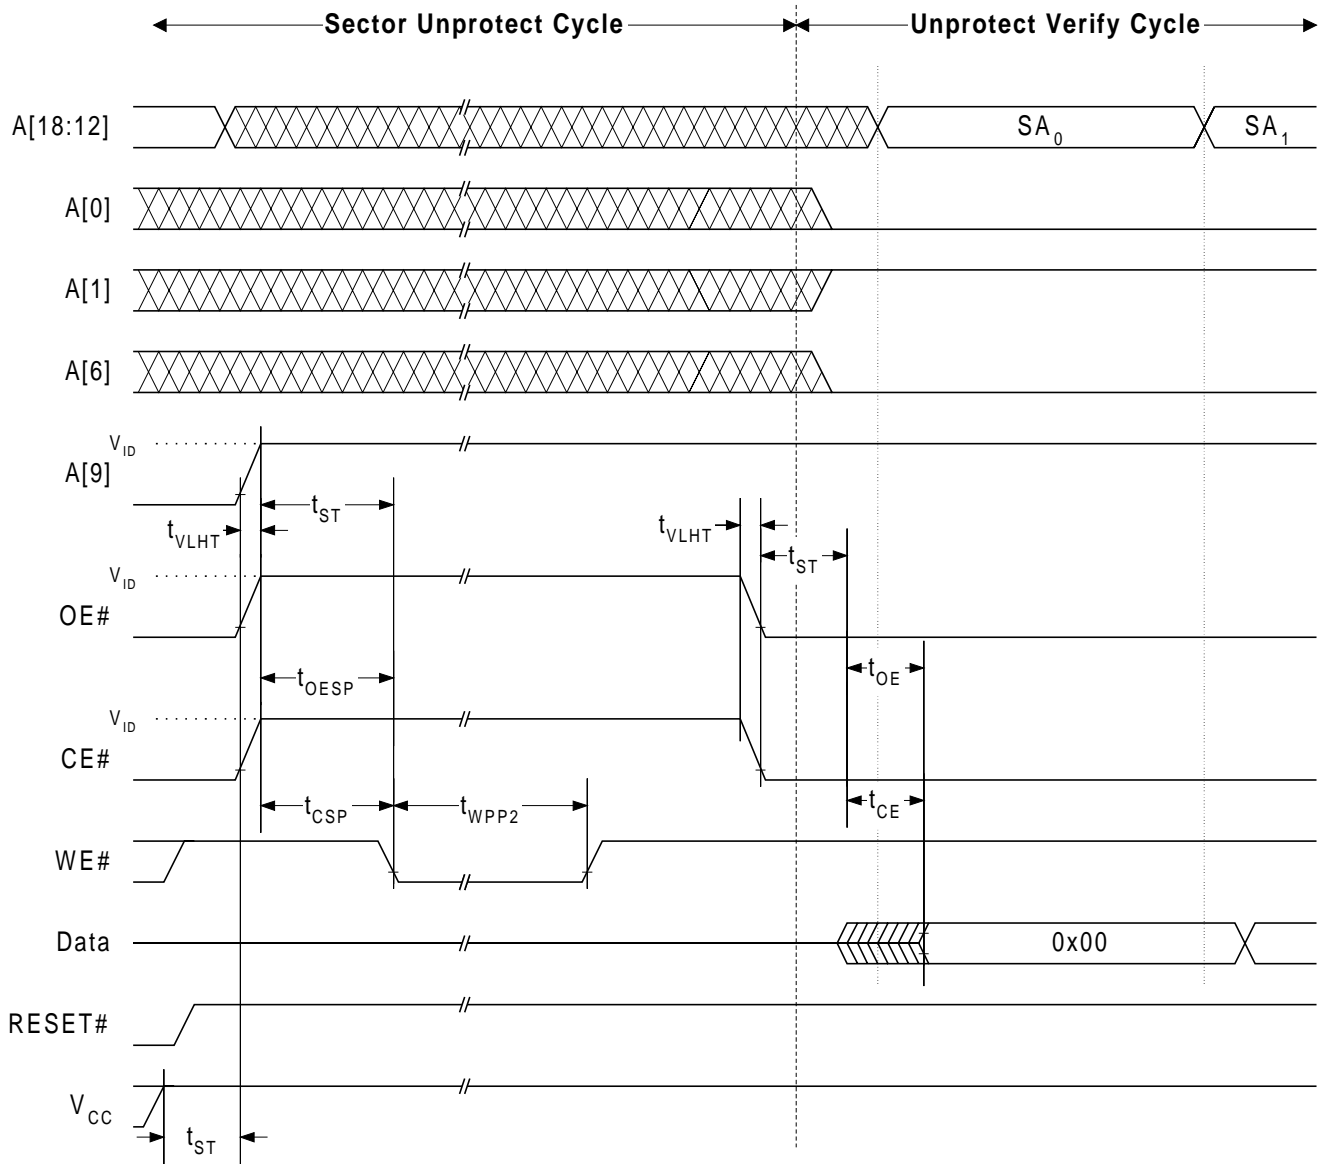 Sector Unprotect Cycle Unprotect Verify Cycle
A[18:12] SA0 SA1
A[0]
A[1]
A[6]
VID
A[9]
tST
tVLHT tVLHT
tST
VID
OE#
tOE
tOESP
VID
CE#
tCSP tWPP2 tCE
WE#
Data 0x00
RESET#
VCC
tST